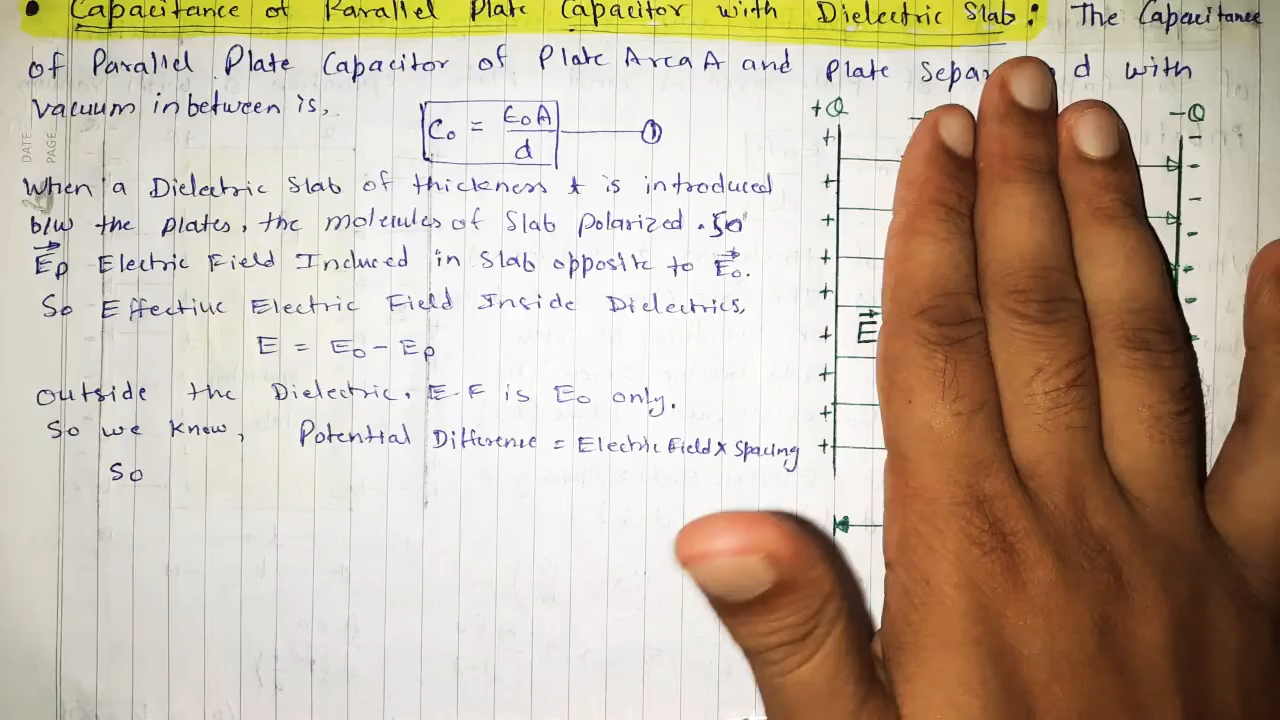 • Capacitance of Parallel Plate Capacitor with Dielectric Slab: The Capacitance
of Parallel Plate Capacitor of Plate Area A and Plate Separ d with
Vacuum in between is,
C₀ = ε₀A/d ①
When a Dielectric Slab of thickness t is introduced
b/w the plates, the molecules of Slab Polarized. So
E⃗p Electric Field Induced in Slab opposite to E⃗₀.
So Effective Electric Field Inside Dielectrics,
E = E₀ - Ep
outside the Dielectric, E F is E₀ only.
So we know, Potential Difference = Electric Field x Spacing
So
+Q -Q
+ -
+ -
+ -
+ -
+ -
+ E⃗ -
+
+
+
DATE
PAGE